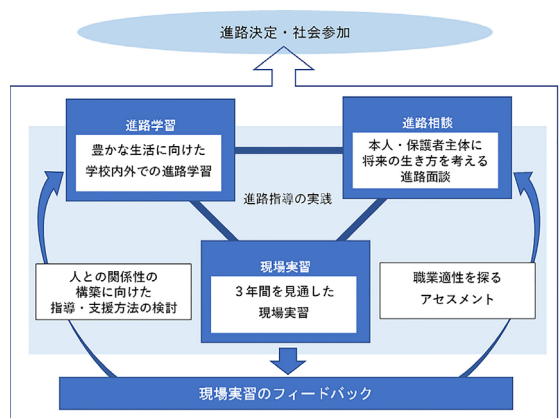 進路決定・社会参加
進路学習
豊かな生活に向けた
学校内外での進路学習
進路相談
本人・保護者主体に
将来の生き方を考える
進路面談
進路指導の実践
現場実習
3年間を見通した
現場実習
人との関係性の
構築に向けた
指導・支援方法の検討
職業適性を探る
アセスメント
現場実習のフィードバック